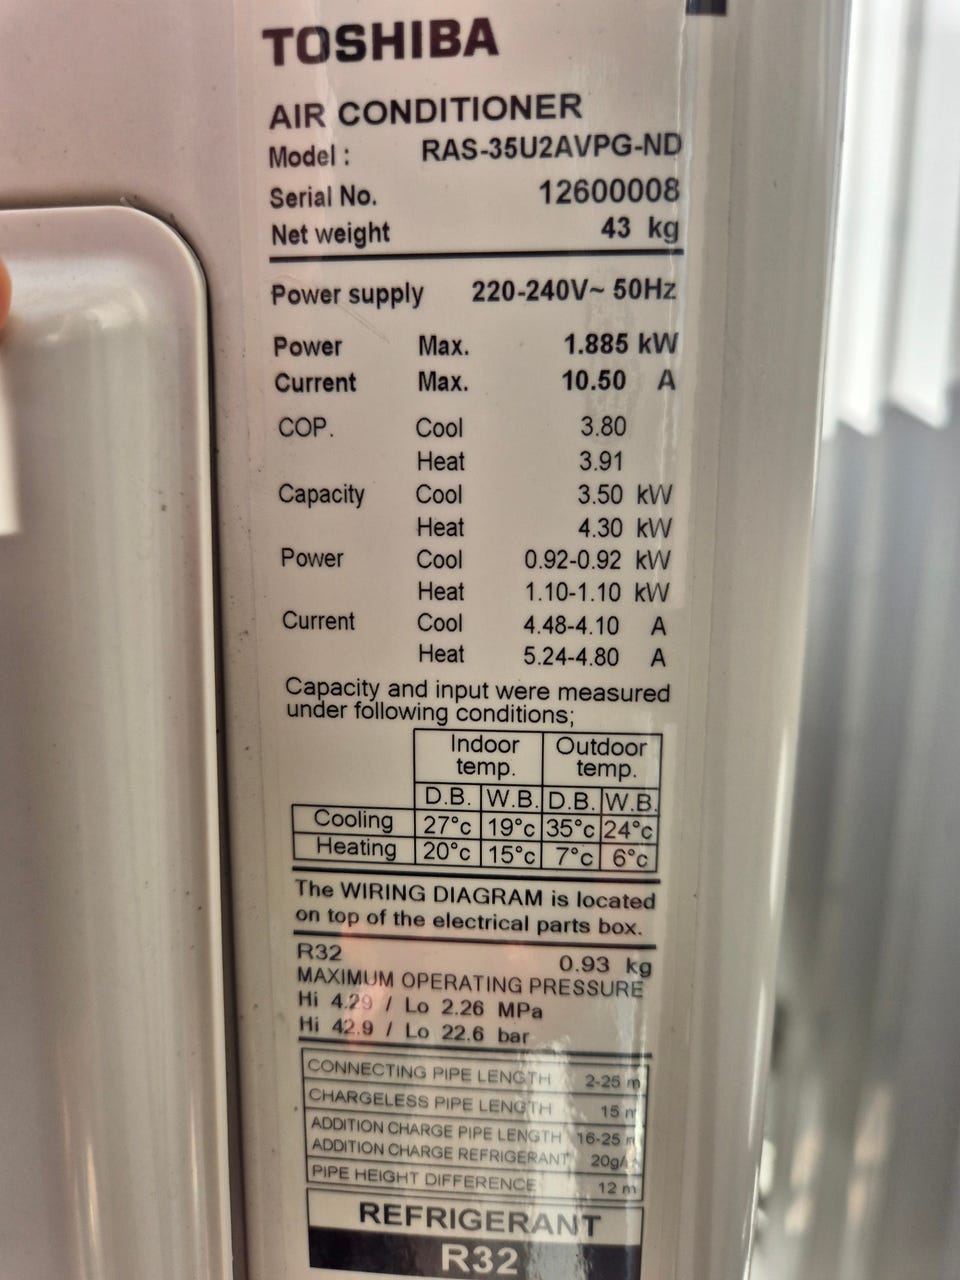 TOSHIBA
AIR CONDITIONER
Model : RAS-35U2AVPG-ND
Serial No. 12600008
Net weight 43 kg
Power supply 220-240V~ 50Hz
Power Max. 1.885 kW
Current Max. 10.50 A
COP. Cool 3.80
Heat 3.91
Capacity Cool 3.50 kW
Heat 4.30 kW
Power Cool 0.92-0.92 kW
Heat 1.10-1.10 kW
Current Cool 4.48-4.10 A
Heat 5.24-4.80 A
Capacity and input were measured
under following conditions;
Indoor temp. Outdoor temp.
D.B. W.B. D.B. W.B.
Cooling 27°c 19°c 35°c 24°c
Heating 20°c 15°c 7°c 6°c
The WIRING DIAGRAM is located
on top of the electrical parts box.
R32 0.93 kg
MAXIMUM OPERATING PRESSURE
Hi 4.29 / Lo 2.26 MPa
Hi 42.9 / Lo 22.6 bar
CONNECTING PIPE LENGTH 2-25 m
CHARGELESS PIPE LENGTH 15 m
ADDITION CHARGE PIPE LENGTH 16-25 m
ADDITION CHARGE REFRIGERANT
PIPE HEIGHT DIFFERENCE 12 m
REFRIGERANT
R32